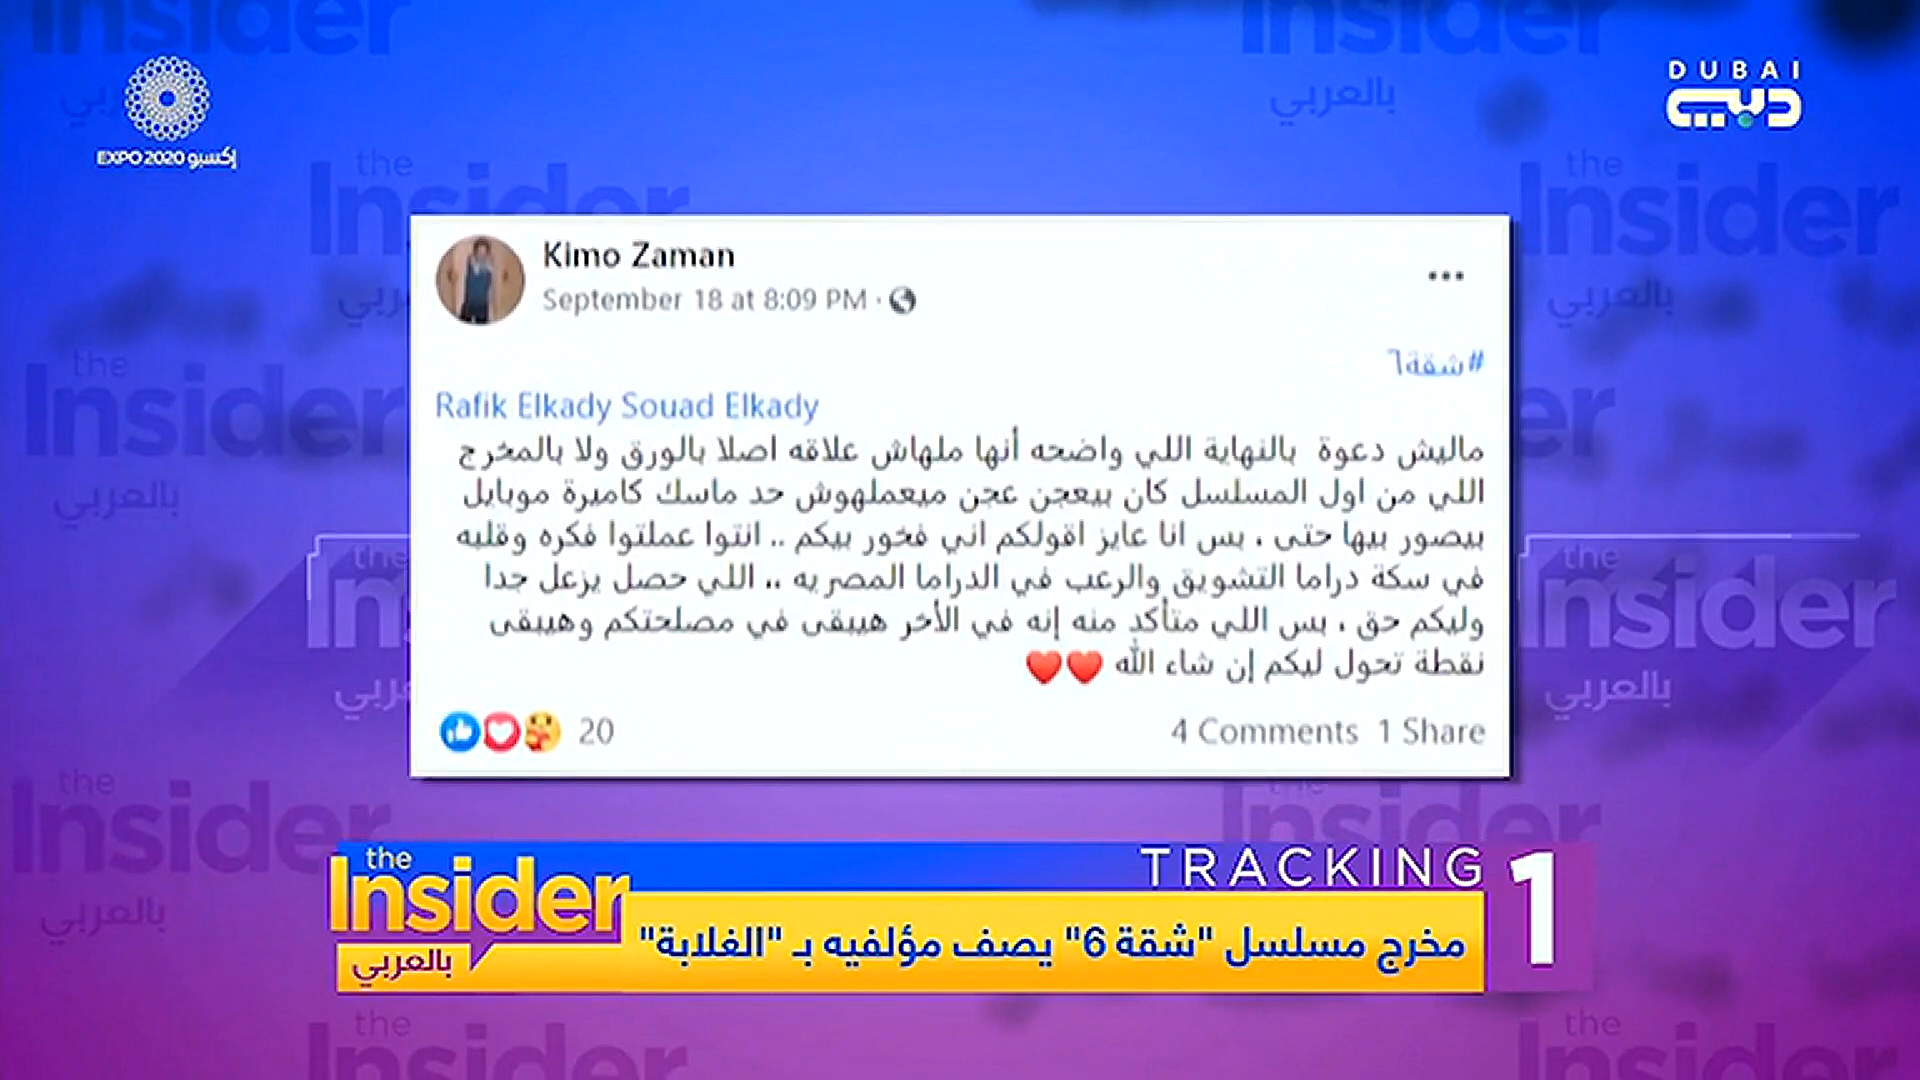 DUBAI
دبي
EXPO 2020 إكسبو
Kimo Zaman
September 18 at 8:09 PM
#شقة٦
Rafik Elkady Souad Elkady
ماليش دعوة بالنهاية اللي واضحه أنها ملهاش علاقه اصلا بالورق ولا بالمخرج
اللي من اول المسلسل كان بيعجن عجن ميعملهوش حد ماسك كاميرة موبايل
بيصور بيها حتى ، بس انا عايز اقولكم اني فخور بيكم .. انتوا عملتوا فكره وقلبه
في سكة دراما التشويق والرعب في الدراما المصريه .. اللي حصل يزعل جدا
وليكم حق ، بس اللي متأكد منه إنه في الأخر هيبقى في مصلحتكم وهيبقى
نقطة تحول ليكم إن شاء الله ❤️❤️
20
4 Comments 1 Share
the
Insider
بالعربي
TRACKING 1
مخرج مسلسل "شقة 6" يصف مؤلفيه بـ "الغلابة"